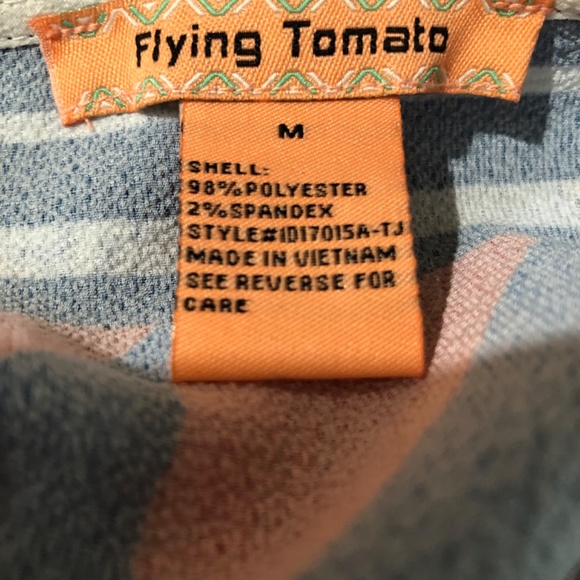 Flying Tomato
M
SHELL:
98%POLYESTER
2%SPANDEX
STYLE#ID17015A-TJ
MADE IN VIETNAM
SEE REVERSE FOR
CARE